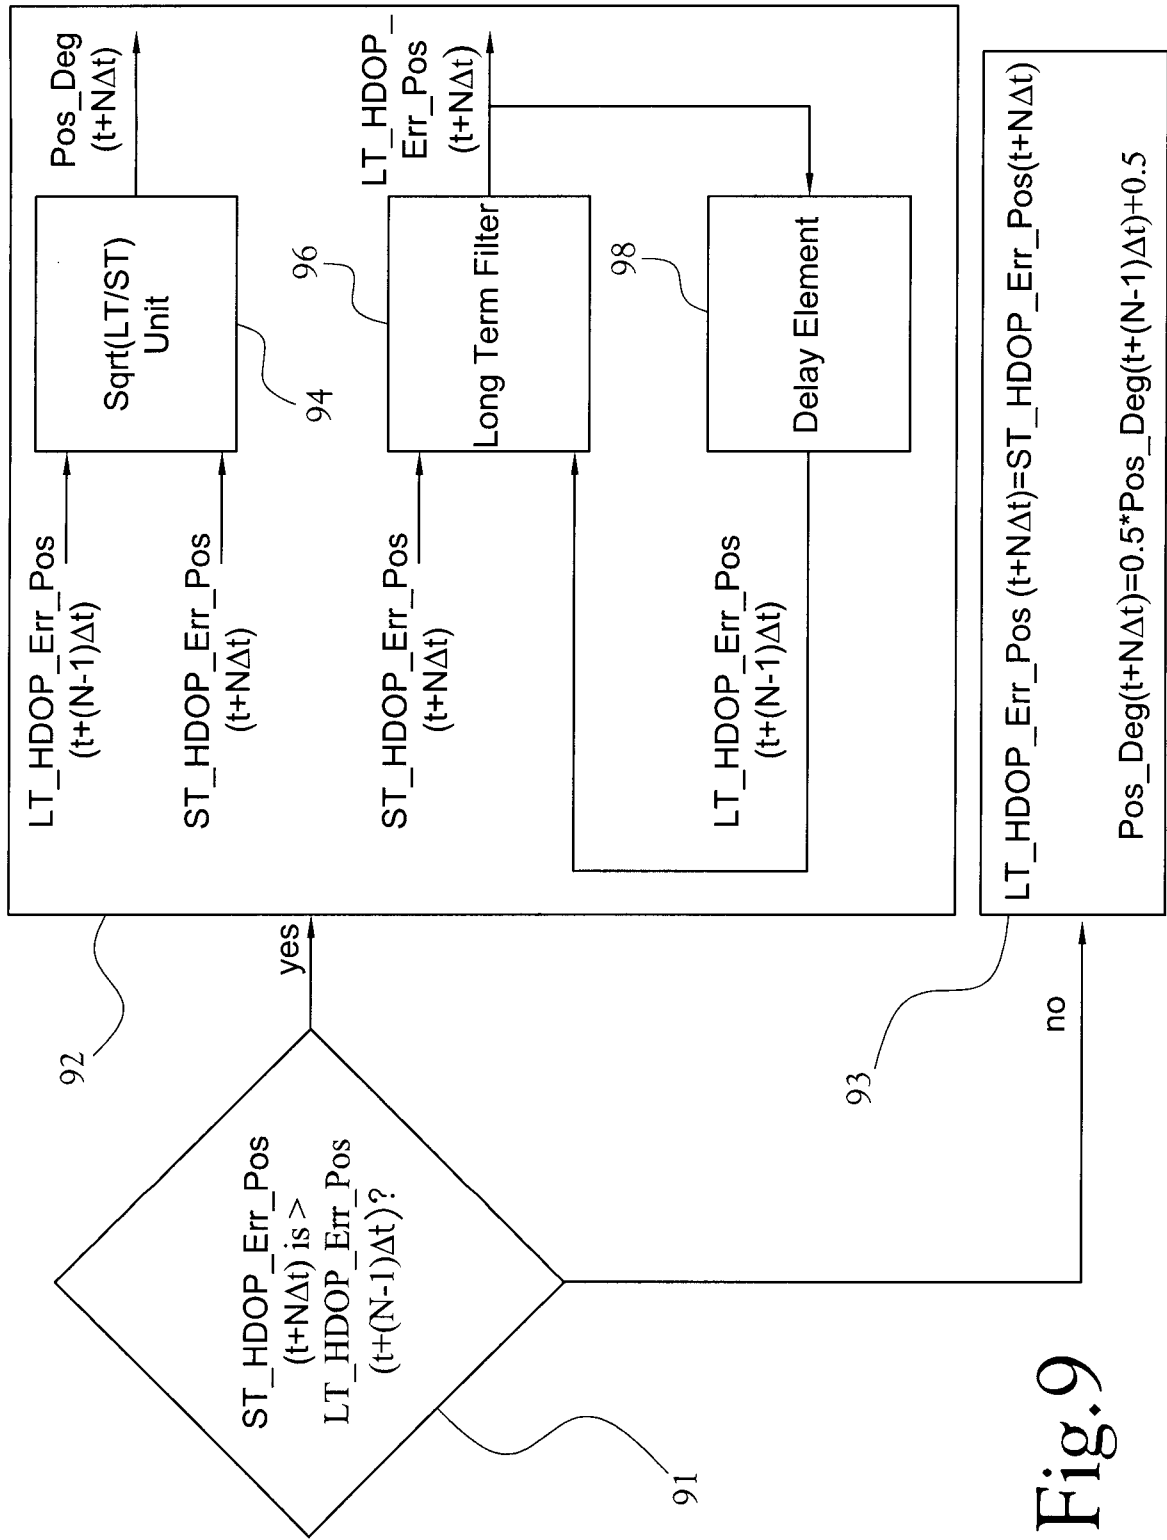 ST_HDOP_Err_Pos
(t+NΔt) is >
LT_HDOP_Err_Pos
(t+(N-1)Δt)?
91
yes
no
92
LT_HDOP_Err_Pos
(t+(N-1)Δt)
ST_HDOP_Err_Pos
(t+NΔt)
Sqrt(LT/ST)
Unit
94
Pos_Deg
(t+NΔt)
ST_HDOP_Err_Pos
(t+NΔt)
96
Long Term Filter
LT_HDOP_
Err_Pos
(t+NΔt)
LT_HDOP_Err_Pos
(t+(N-1)Δt)
98
Delay Element
93
LT_HDOP_Err_Pos (t+NΔt)=ST_HDOP_Err_Pos(t+NΔt)
Pos_Deg(t+NΔt)=0.5*Pos_Deg(t+(N-1)Δt)+0.5
Fig.9